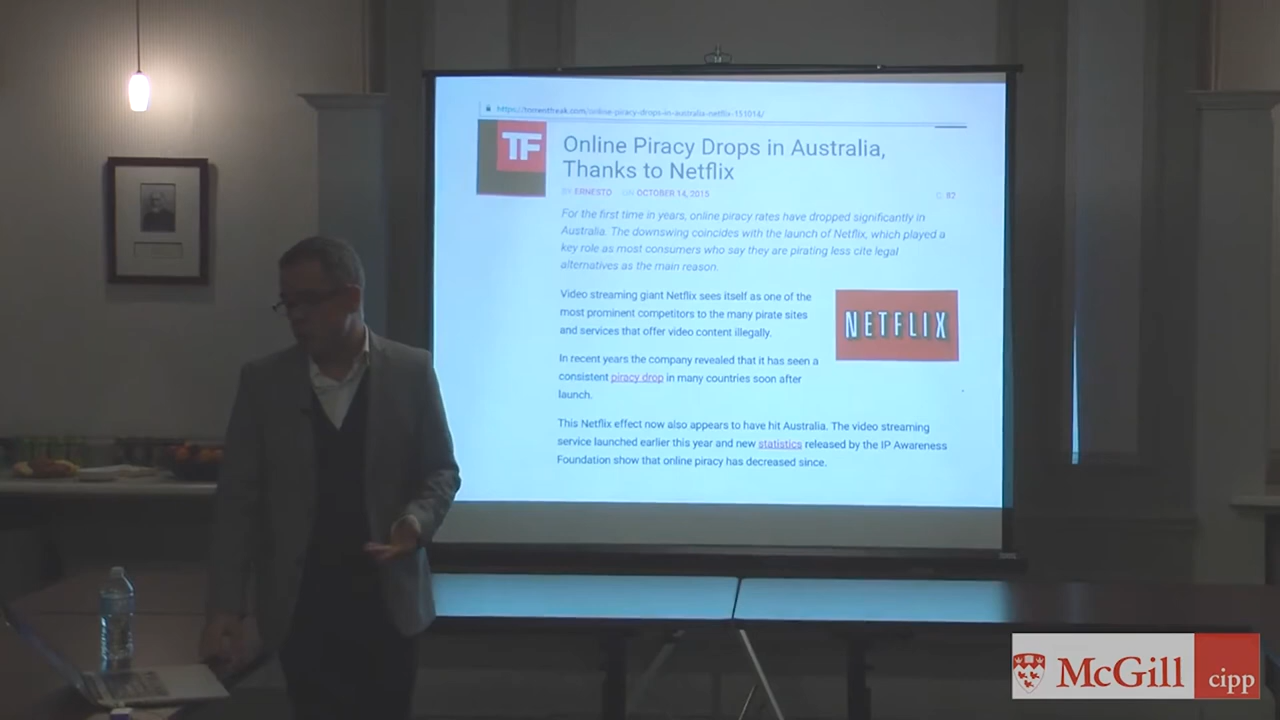 https://torrentfreak.com/online-piracy-drops-in-australia-netflix-151014/
TF
Online Piracy Drops in Australia,
Thanks to Netflix
BY ERNESTO ON OCTOBER 14, 2015
82
For the first time in years, online piracy rates have dropped significantly in
Australia. The downswing coincides with the launch of Netflix, which played a
key role as most consumers who say they are pirating less cite legal
alternatives as the main reason.
Video streaming giant Netflix sees itself as one of the
most prominent competitors to the many pirate sites
and services that offer video content illegally.
NETFLIX
In recent years the company revealed that it has seen a
consistent piracy drop in many countries soon after
launch.
This Netflix effect now also appears to have hit Australia. The video streaming
service launched earlier this year and new statistics released by the IP Awareness
Foundation show that online piracy has decreased since.
McGill cipp